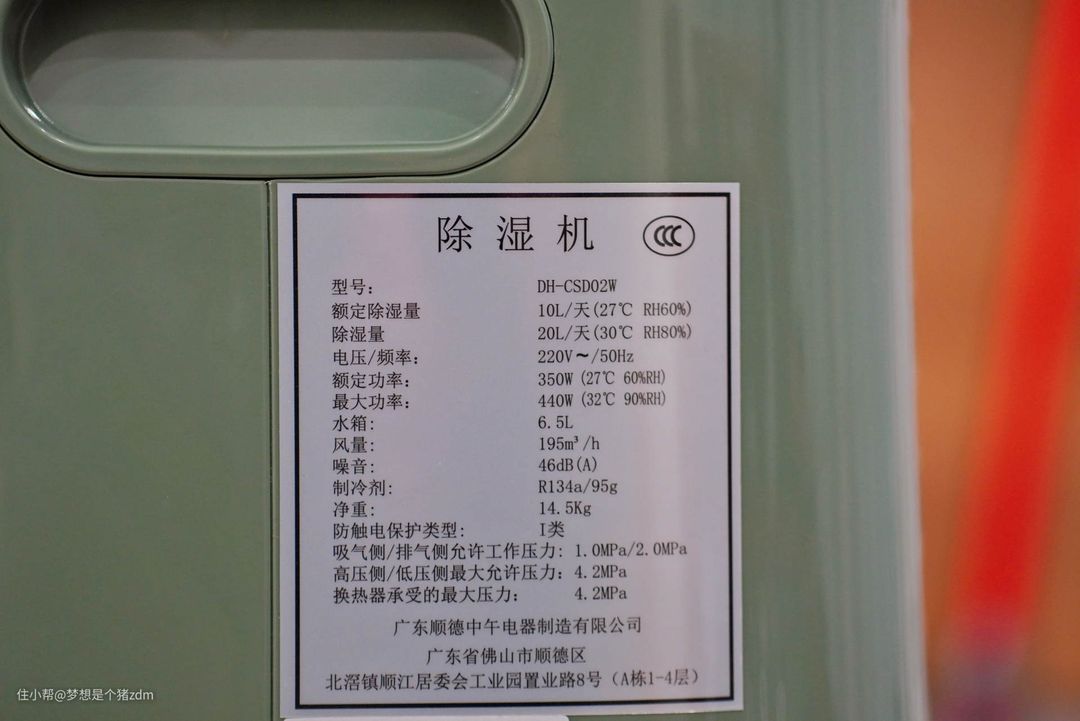 除湿机
CCC
型号: DH-CSD02W
额定除湿量 10L/天(27℃ RH60%)
除湿量 20L/天(30℃ RH80%)
电压/频率: 220V~/50Hz
额定功率: 350W (27℃ 60%RH)
最大功率: 440W (32℃ 90%RH)
水箱: 6.5L
风量: 195m³/h
噪音: 46dB(A)
制冷剂: R134a/95g
净重: 14.5Kg
防触电保护类型: I类
吸气侧/排气侧允许工作压力: 1.0MPa/2.0MPa
高压侧/低压侧最大允许压力: 4.2MPa
换热器承受的最大压力: 4.2MPa
广东顺德中午电器制造有限公司
广东省佛山市顺德区
北滘镇顺江居委会工业园置业路8号（A栋1-4层）
住小帮@梦想是个猪zdm